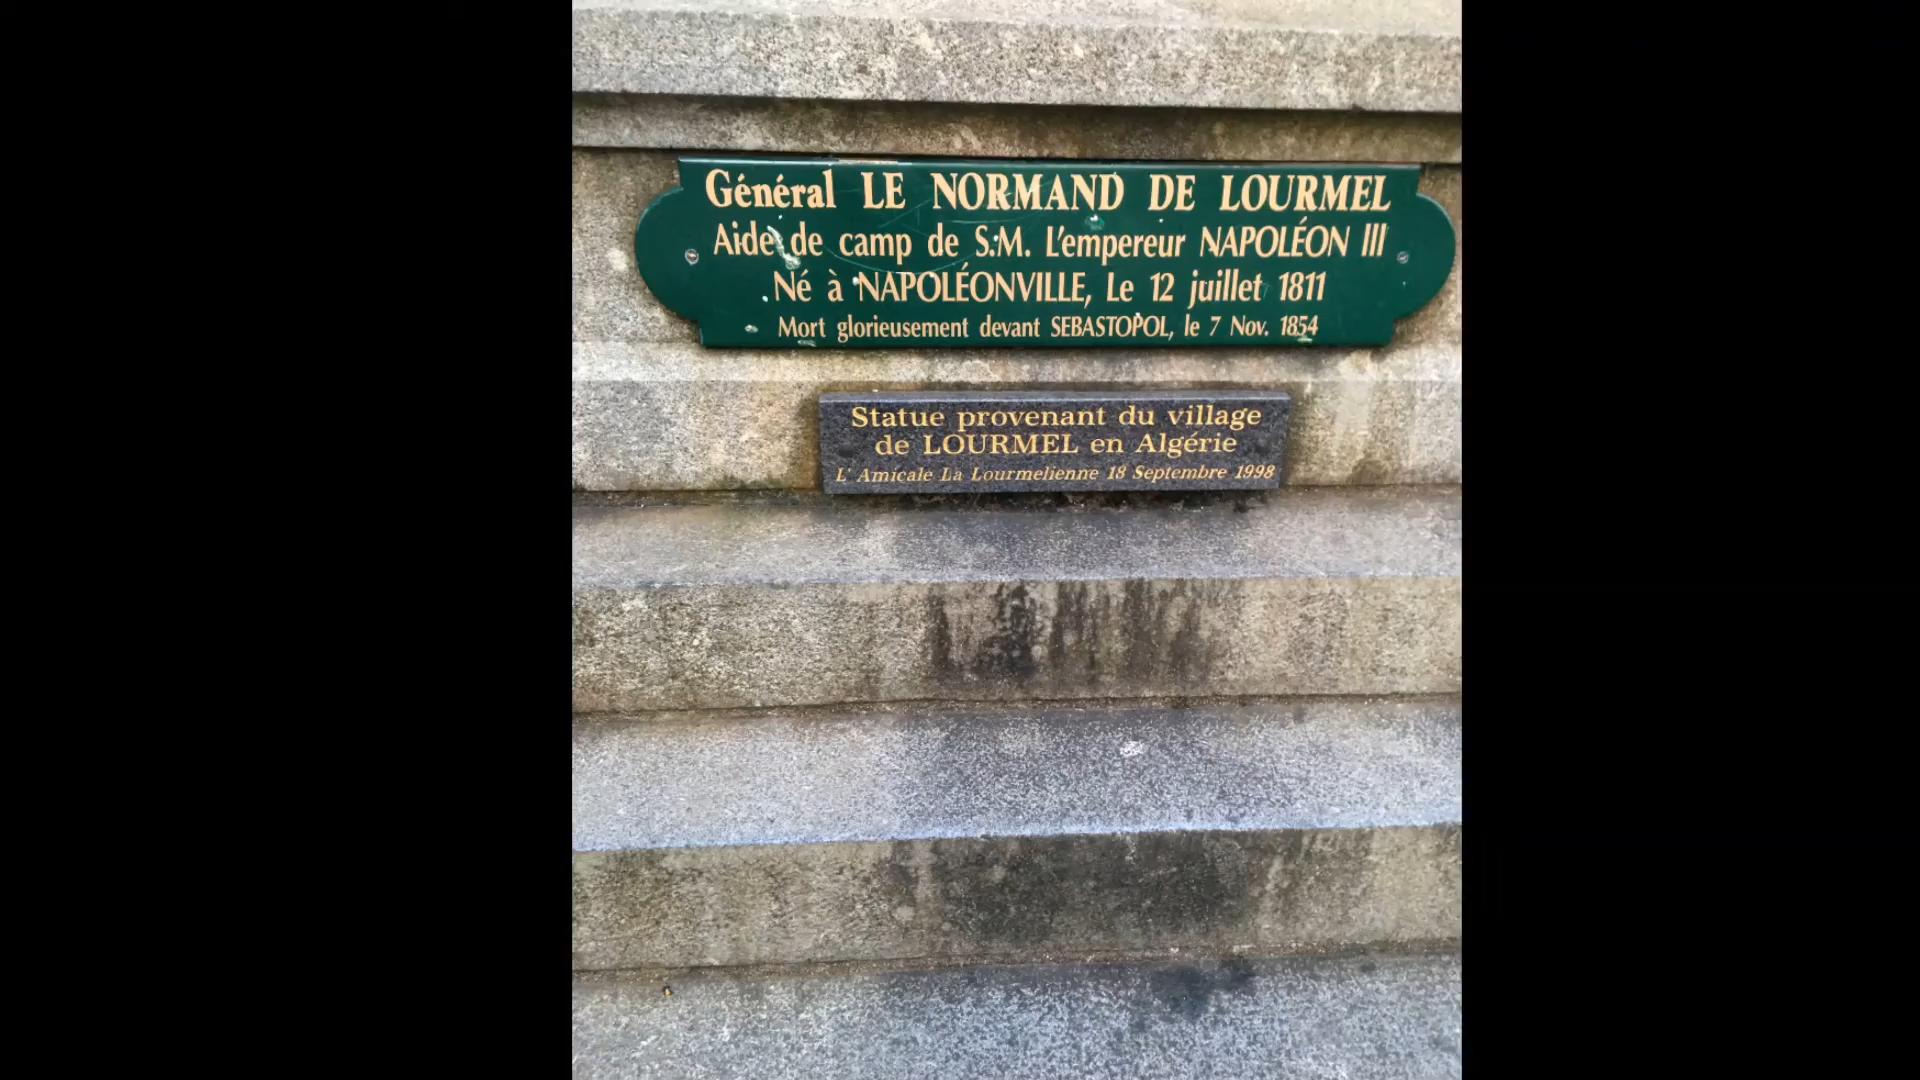 Général LE NORMAND DE LOURMEL
Aide de camp de S.M. L'empereur NAPOLÉON III
Né à NAPOLÉONVILLE, Le 12 juillet 1811
Mort glorieusement devant SEBASTOPOL, le 7 Nov. 1854
Statue provenant du village
de LOURMEL en Algérie
L' Amicale La Lourmelienne 18 Septembre 1998